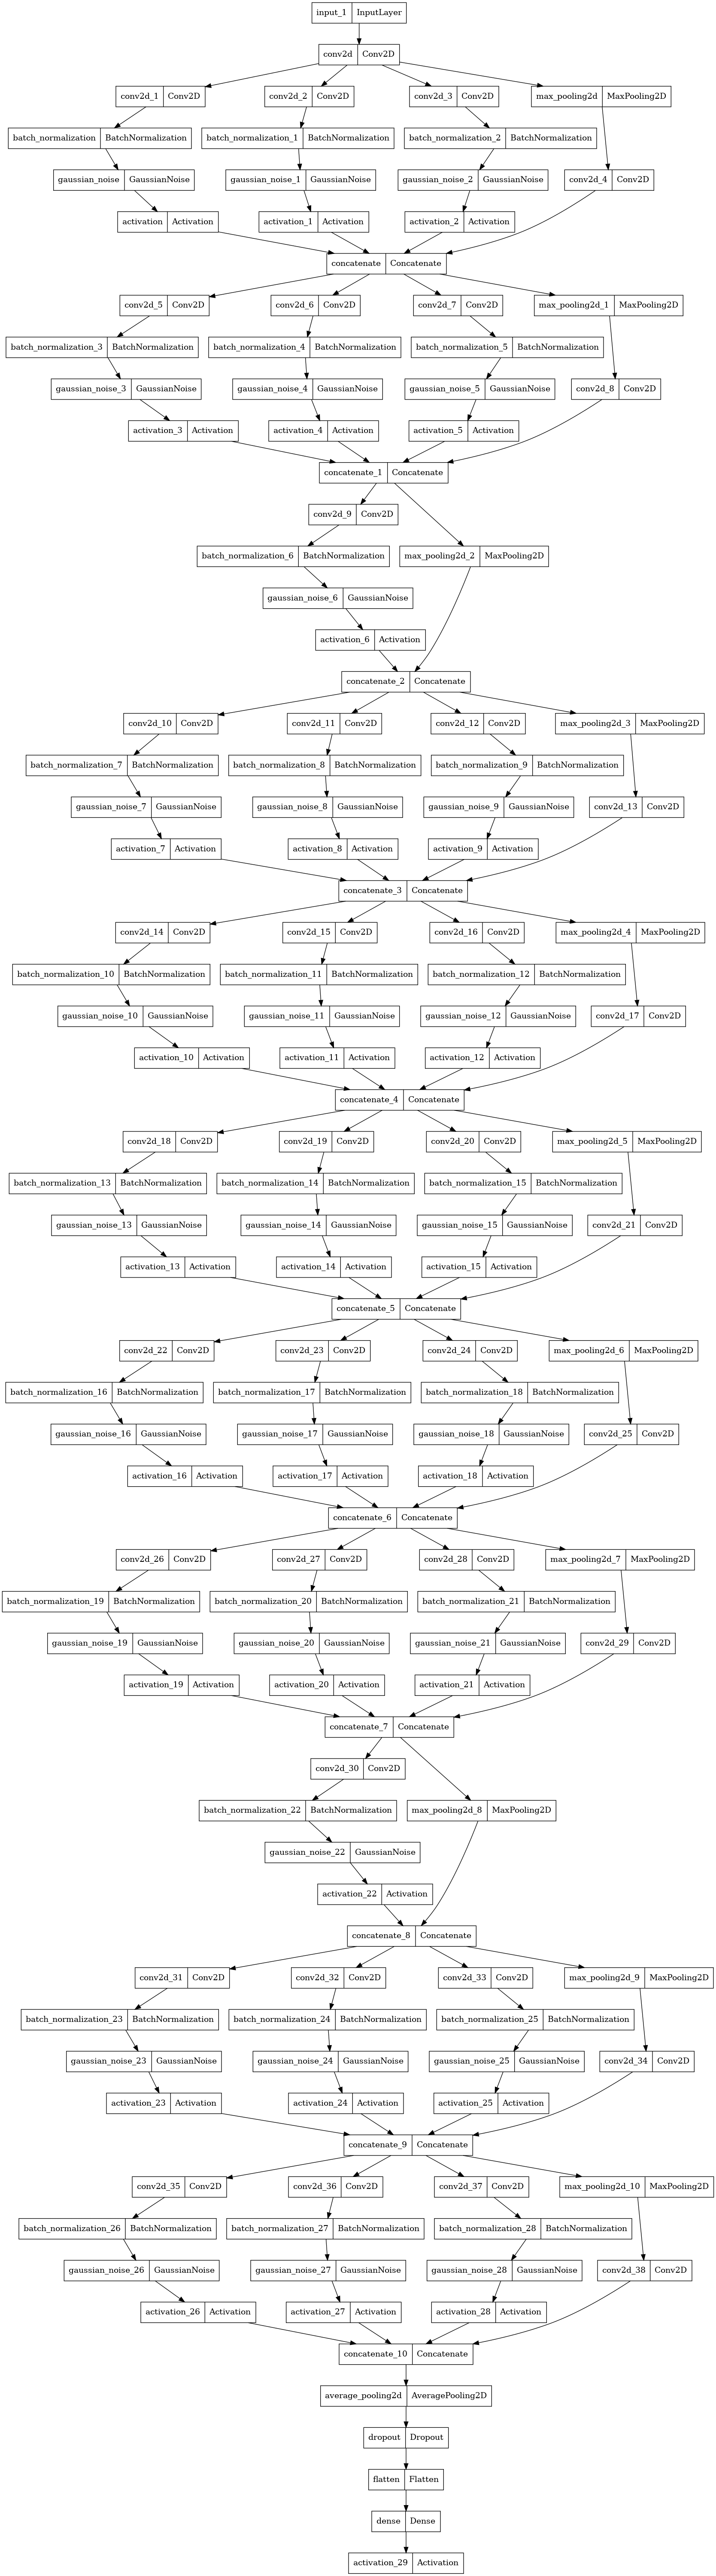 input_1 InputLayer
conv2d Conv2D
conv2d_1 Conv2D conv2d_2 Conv2D conv2d_3 Conv2D max_pooling2d MaxPooling2D
batch_normalization BatchNormalization batch_normalization_1 BatchNormalization batch_normalization_2 BatchNormalization
gaussian_noise GaussianNoise gaussian_noise_1 GaussianNoise gaussian_noise_2 GaussianNoise conv2d_4 Conv2D
activation Activation activation_1 Activation activation_2 Activation
concatenate Concatenate
conv2d_5 Conv2D conv2d_6 Conv2D conv2d_7 Conv2D max_pooling2d_1 MaxPooling2D
batch_normalization_3 BatchNormalization batch_normalization_4 BatchNormalization batch_normalization_5 BatchNormalization
gaussian_noise_3 GaussianNoise gaussian_noise_4 GaussianNoise gaussian_noise_5 GaussianNoise conv2d_8 Conv2D
activation_3 Activation activation_4 Activation activation_5 Activation
concatenate_1 Concatenate
conv2d_9 Conv2D
batch_normalization_6 BatchNormalization max_pooling2d_2 MaxPooling2D
gaussian_noise_6 GaussianNoise
activation_6 Activation
concatenate_2 Concatenate
conv2d_10 Conv2D conv2d_11 Conv2D conv2d_12 Conv2D max_pooling2d_3 MaxPooling2D
batch_normalization_7 BatchNormalization batch_normalization_8 BatchNormalization batch_normalization_9 BatchNormalization
gaussian_noise_7 GaussianNoise gaussian_noise_8 GaussianNoise gaussian_noise_9 GaussianNoise conv2d_13 Conv2D
activation_7 Activation activation_8 Activation activation_9 Activation
concatenate_3 Concatenate
conv2d_14 Conv2D conv2d_15 Conv2D conv2d_16 Conv2D max_pooling2d_4 MaxPooling2D
batch_normalization_10 BatchNormalization batch_normalization_11 BatchNormalization batch_normalization_12 BatchNormalization
gaussian_noise_10 GaussianNoise gaussian_noise_11 GaussianNoise gaussian_noise_12 GaussianNoise conv2d_17 Conv2D
activation_10 Activation activation_11 Activation activation_12 Activation
concatenate_4 Concatenate
conv2d_18 Conv2D conv2d_19 Conv2D conv2d_20 Conv2D max_pooling2d_5 MaxPooling2D
batch_normalization_13 BatchNormalization batch_normalization_14 BatchNormalization batch_normalization_15 BatchNormalization
gaussian_noise_13 GaussianNoise gaussian_noise_14 GaussianNoise gaussian_noise_15 GaussianNoise conv2d_21 Conv2D
activation_13 Activation activation_14 Activation activation_15 Activation
concatenate_5 Concatenate
conv2d_22 Conv2D conv2d_23 Conv2D conv2d_24 Conv2D max_pooling2d_6 MaxPooling2D
batch_normalization_16 BatchNormalization batch_normalization_17 BatchNormalization batch_normalization_18 BatchNormalization
gaussian_noise_16 GaussianNoise gaussian_noise_17 GaussianNoise gaussian_noise_18 GaussianNoise conv2d_25 Conv2D
activation_16 Activation activation_17 Activation activation_18 Activation
concatenate_6 Concatenate
conv2d_26 Conv2D conv2d_27 Conv2D conv2d_28 Conv2D max_pooling2d_7 MaxPooling2D
batch_normalization_19 BatchNormalization batch_normalization_20 BatchNormalization batch_normalization_21 BatchNormalization
gaussian_noise_19 GaussianNoise gaussian_noise_20 GaussianNoise gaussian_noise_21 GaussianNoise conv2d_29 Conv2D
activation_19 Activation activation_20 Activation activation_21 Activation
concatenate_7 Concatenate
conv2d_30 Conv2D
batch_normalization_22 BatchNormalization max_pooling2d_8 MaxPooling2D
gaussian_noise_22 GaussianNoise
activation_22 Activation
concatenate_8 Concatenate
conv2d_31 Conv2D conv2d_32 Conv2D conv2d_33 Conv2D max_pooling2d_9 MaxPooling2D
batch_normalization_23 BatchNormalization batch_normalization_24 BatchNormalization batch_normalization_25 BatchNormalization
gaussian_noise_23 GaussianNoise gaussian_noise_24 GaussianNoise gaussian_noise_25 GaussianNoise conv2d_34 Conv2D
activation_23 Activation activation_24 Activation activation_25 Activation
concatenate_9 Concatenate
conv2d_35 Conv2D conv2d_36 Conv2D conv2d_37 Conv2D max_pooling2d_10 MaxPooling2D
batch_normalization_26 BatchNormalization batch_normalization_27 BatchNormalization batch_normalization_28 BatchNormalization
gaussian_noise_26 GaussianNoise gaussian_noise_27 GaussianNoise gaussian_noise_28 GaussianNoise conv2d_38 Conv2D
activation_26 Activation activation_27 Activation activation_28 Activation
concatenate_10 Concatenate
average_pooling2d AveragePooling2D
dropout Dropout
flatten Flatten
dense Dense
activation_29 Activation